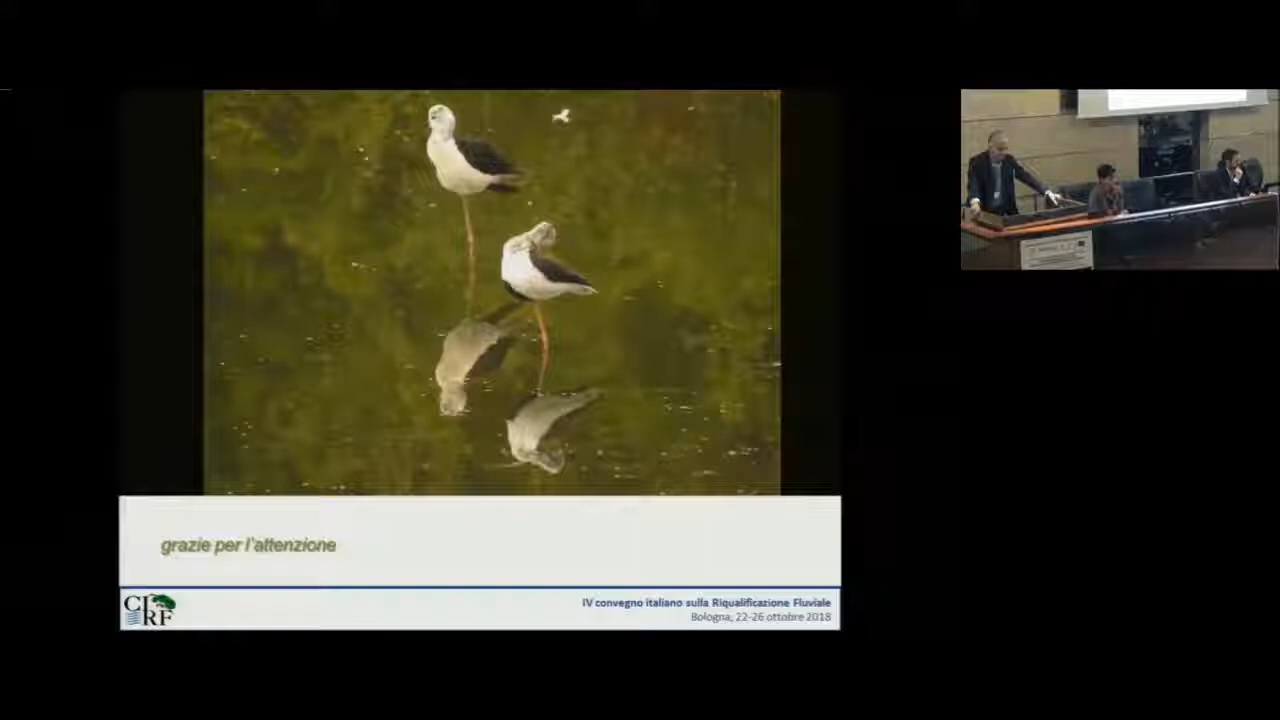 grazie per l'attenzione
CIRF
IV convegno italiano sulla Riqualificazione Fluviale
Bologna, 22-26 ottobre 2018